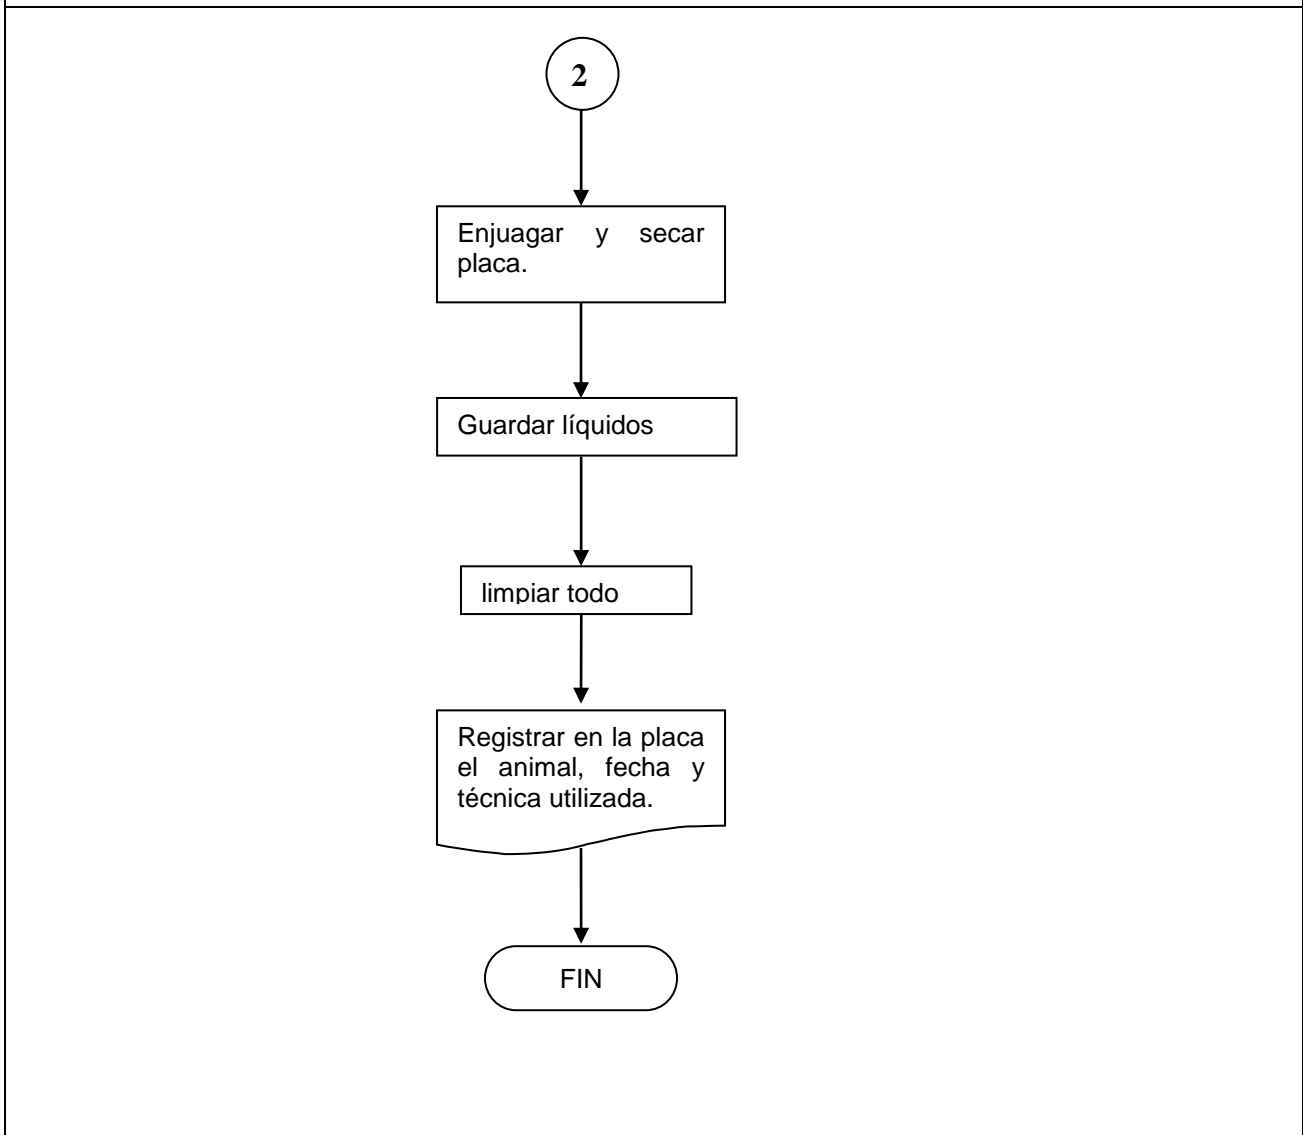 2
Enjuagar y secar
placa.
Guardar líquidos
limpiar todo
Registrar en la placa
el animal, fecha y
técnica utilizada.
FIN